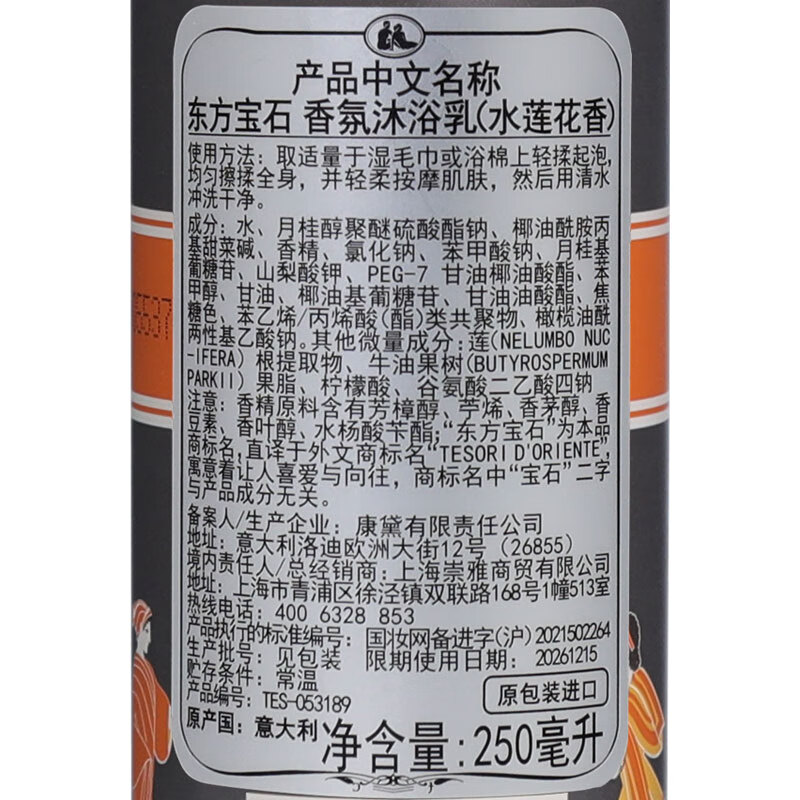 产品中文名称
东方宝石 香氛沐浴乳(水莲花香)
使用方法：取适量于湿毛巾或浴棉上轻揉起泡，
均匀擦揉全身，并轻柔按摩肌肤，然后用清水
冲洗干净。
成分：水、月桂醇聚醚硫酸酯钠、椰油酰胺丙
基甜菜碱、香精、氯化钠、苯甲酸钠、月桂基
葡糖苷、山梨酸钾、PEG-7 甘油椰油酸酯、苯
甲醇、甘油、椰油基葡糖苷、甘油油酸酯、焦
糖色、苯乙烯/丙烯酸(酯)类共聚物、橄榄油酰
两性基乙酸钠。其他微量成分：莲(NELUMBO NUC
-IFERA)根提取物、牛油果树(BUTYROSPERMUM
PARKII)果脂、柠檬酸、谷氨酸二乙酸四钠
注意：香精原料含有芳樟醇、苧烯、香茅醇、香
豆素、香叶醇、水杨酸苄酯;“东方宝石”为本品
商标名,直译于外文商标名“TESORI D'ORIENTE”,
寓意着让人喜爱与向往，商标名中“宝石”二字
与产品成分无关。
备案人/生产企业：康黛有限责任公司
地址：意大利洛迪欧洲大街12号（26855）
境内责任人/总经销商:上海崇雅商贸有限公司
地址：上海市青浦区徐泾镇双联路168号1幢513室
热线电话：400 6328 853
产品执行的标准编号：国妆网备进字(沪)2021502264
生产批号：见包装 限期使用日期：20261215
贮存条件：常温
产品编号：TES-053189
原包装进口
原产国：意大利
净含量：250毫升